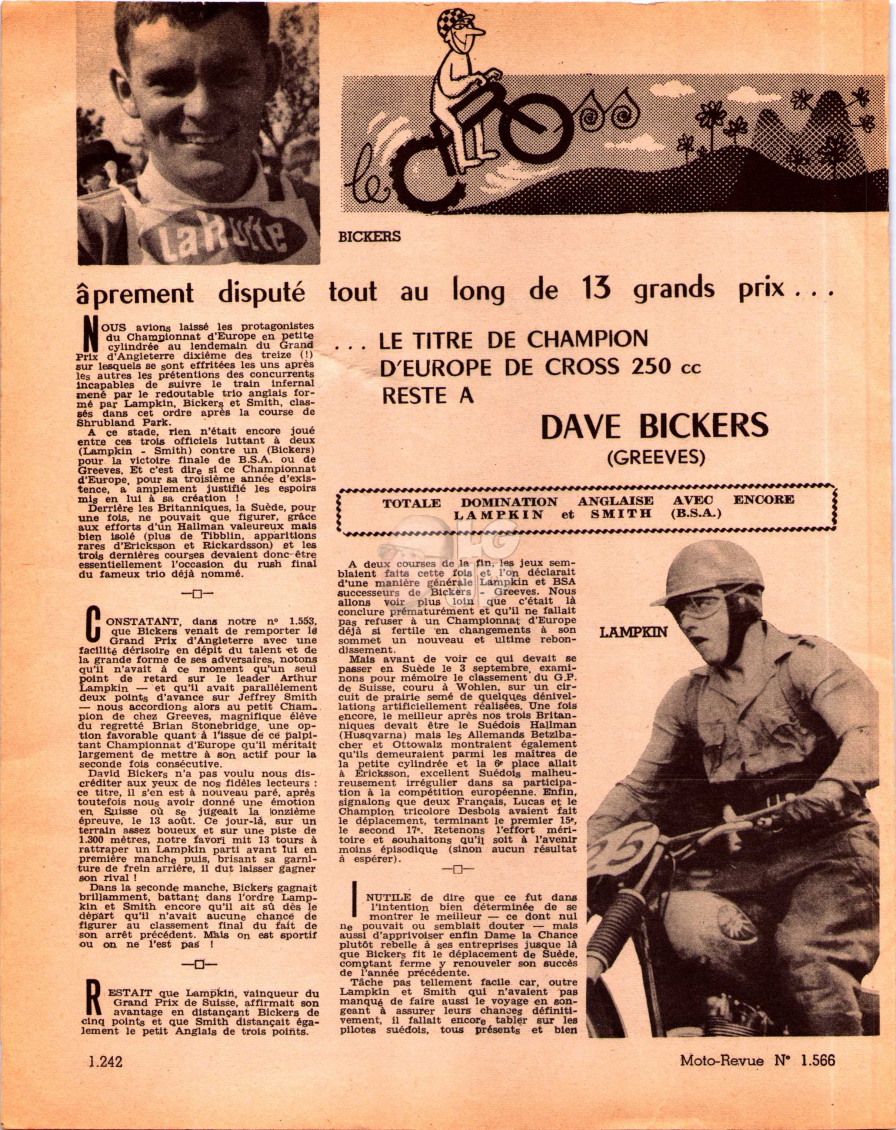 La Rutte
le
BICKERS
âprement disputé tout au long de 13 grands prix...
... LE TITRE DE CHAMPION
D'EUROPE DE CROSS 250 cc
RESTE A
DAVE BICKERS
(GREEVES)
TOTALE DOMINATION ANGLAISE AVEC ENCORE
LAMPKIN et SMITH (B.S.A.)
NOUS avions laissé les protagonistes
du Championnat d'Europe en petite
cylindrée au lendemain du Grand
Prix d'Angleterre dixième des treize (!)
sur lesquels se sont effritées les uns après
les autres les prétentions des concurrents
incapables de suivre le train infernal
mené par le redoutable trio anglais for-
mé par Lampkin, Bickers et Smith, clas-
sés dans cet ordre après la course de
Shrubland Park.
A ce stade, rien n'était encore joué
entre ces trois officiels luttant à deux
(Lampkin - Smith) contre un (Bickers)
pour la victoire finale de B.S.A. ou de
Greeves. Et c'est dire si ce Championnat
d'Europe, pour sa troisième année d'exis-
tence, a amplement justifié les espoirs
mis en lui à sa création !
Derrière les Britanniques, la Suède, pour
une fois, ne pouvait que figurer, grâce
aux efforts d'un Hallman valeureux mais
bien isolé (plus de Tibblin, apparitions
rares d'Ericksson et Rickardsson) et les
trois dernières courses devaient donc être
essentiellement l'occasion du rush final
du fameux trio déjà nommé.
CONSTATANT, dans notre n° 1.553,
que Bickers venait de remporter le
Grand Prix d'Angleterre avec une
facilité dérisoire en dépit du talent et de
la grande forme de ses adversaires, notons
qu'il n'avait à ce moment qu'un seul
point de retard sur le leader Arthur
Lampkin — et qu'il avait parallèlement
deux points d'avance sur Jeffrey Smith
— nous accordions alors au petit Cham-
pion de chez Greeves, magnifique élève
du regretté Brian Stonebridge, une op-
tion favorable quant à l'issue de ce palpi-
tant Championnat d'Europe qu'il méritait
largement de mettre à son actif pour la
seconde fois consécutive.
David Bickers n'a pas voulu nous dis-
créditer aux yeux de nos fidèles lecteurs :
ce titre, il s'en est à nouveau paré, après
toutefois nous avoir donné une émotion
en Suisse où se jugeait la onzième
épreuve, le 13 août. Ce jour-là, sur un
terrain assez boueux et sur une piste de
1.300 mètres, notre favori mit 13 tours à
rattraper un Lampkin parti avant lui en
première manche puis, brisant sa garni-
ture de frein arrière, il dut laisser gagner
son rival !
Dans la seconde manche, Bickers gagnait
brillamment, battant dans l'ordre Lamp-
kin et Smith encore qu'il ait su dès le
départ qu'il n'avait aucune chance de
figurer au classement final du fait de
son arrêt précédent. Mais on est sportif
ou on ne l'est pas !
RESTAIT que Lampkin, vainqueur du
Grand Prix de Suisse, affirmait son
avantage en distançant Bickers de
cinq points et que Smith distançait éga-
lement le petit Anglais de trois points.
A deux courses de la fin, les jeux sem-
blaient faits cette fois et l'on déclarait
d'une manière générale Lampkin et BSA
successeurs de Bickers - Greeves. Nous
allons voir plus loin que c'était là
conclure prématurément et qu'il ne fallait
pas refuser à un Championnat d'Europe
déjà si fertile en changements à son
sommet un nouveau et ultime rebon-
dissement.
Mais avant de voir ce qui devait se
passer en Suède le 3 septembre, exami-
nons pour mémoire le classement du G.P.
de Suisse, couru à Wohlen, sur un cir-
cuit de prairie semé de quelques dénivel-
lations artificiellement réalisées. Une fois
encore, le meilleur après nos trois Britan-
niques devait être le Suédois Hallman
(Husqvarna) mais les Allemands Betzlba-
cher et Ottowalz montraient également
qu'ils demeuraient parmi les maîtres de
la petite cylindrée et la 6e place allait
à Ericksson, excellent Suédois malheu-
reusement irrégulier dans sa participa-
tion à la compétition européenne. Enfin,
signalons que deux Français, Lucas et le
Champion tricolore Desbois avaient fait
le déplacement, terminant le premier 15e,
le second 17e. Retenons l'effort méri-
toire et souhaitons qu'il soit à l'avenir
moins épisodique (sinon aucun résultat
à espérer).
INUTILE de dire que ce fut dans
l'intention bien déterminée de se
montrer le meilleur — ce dont nul
ne pouvait ou semblait douter — mais
aussi d'apprivoiser enfin Dame la Chance
plutôt rebelle à ses entreprises jusque là
que Bickers fit le déplacement de Suède,
comptant ferme y renouveler son succès
de l'année précédente.
Tâche pas tellement facile car, outre
Lampkin et Smith qui n'avaient pas
manqué de faire aussi le voyage en son-
geant à assurer leurs chances définiti-
vement, il fallait encore tabler sur les
pilotes suédois, tous présents et bien
LAMPKIN
1.242
Moto-Revue N° 1.566